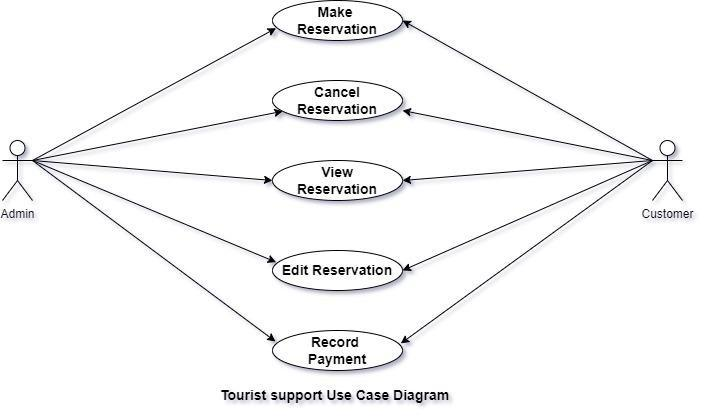 Make
Reservation
Cancel
Reservation
View
Reservation
Admin
Customer
Edit Reservation
Record
Payment
Tourist support Use Case Diagram